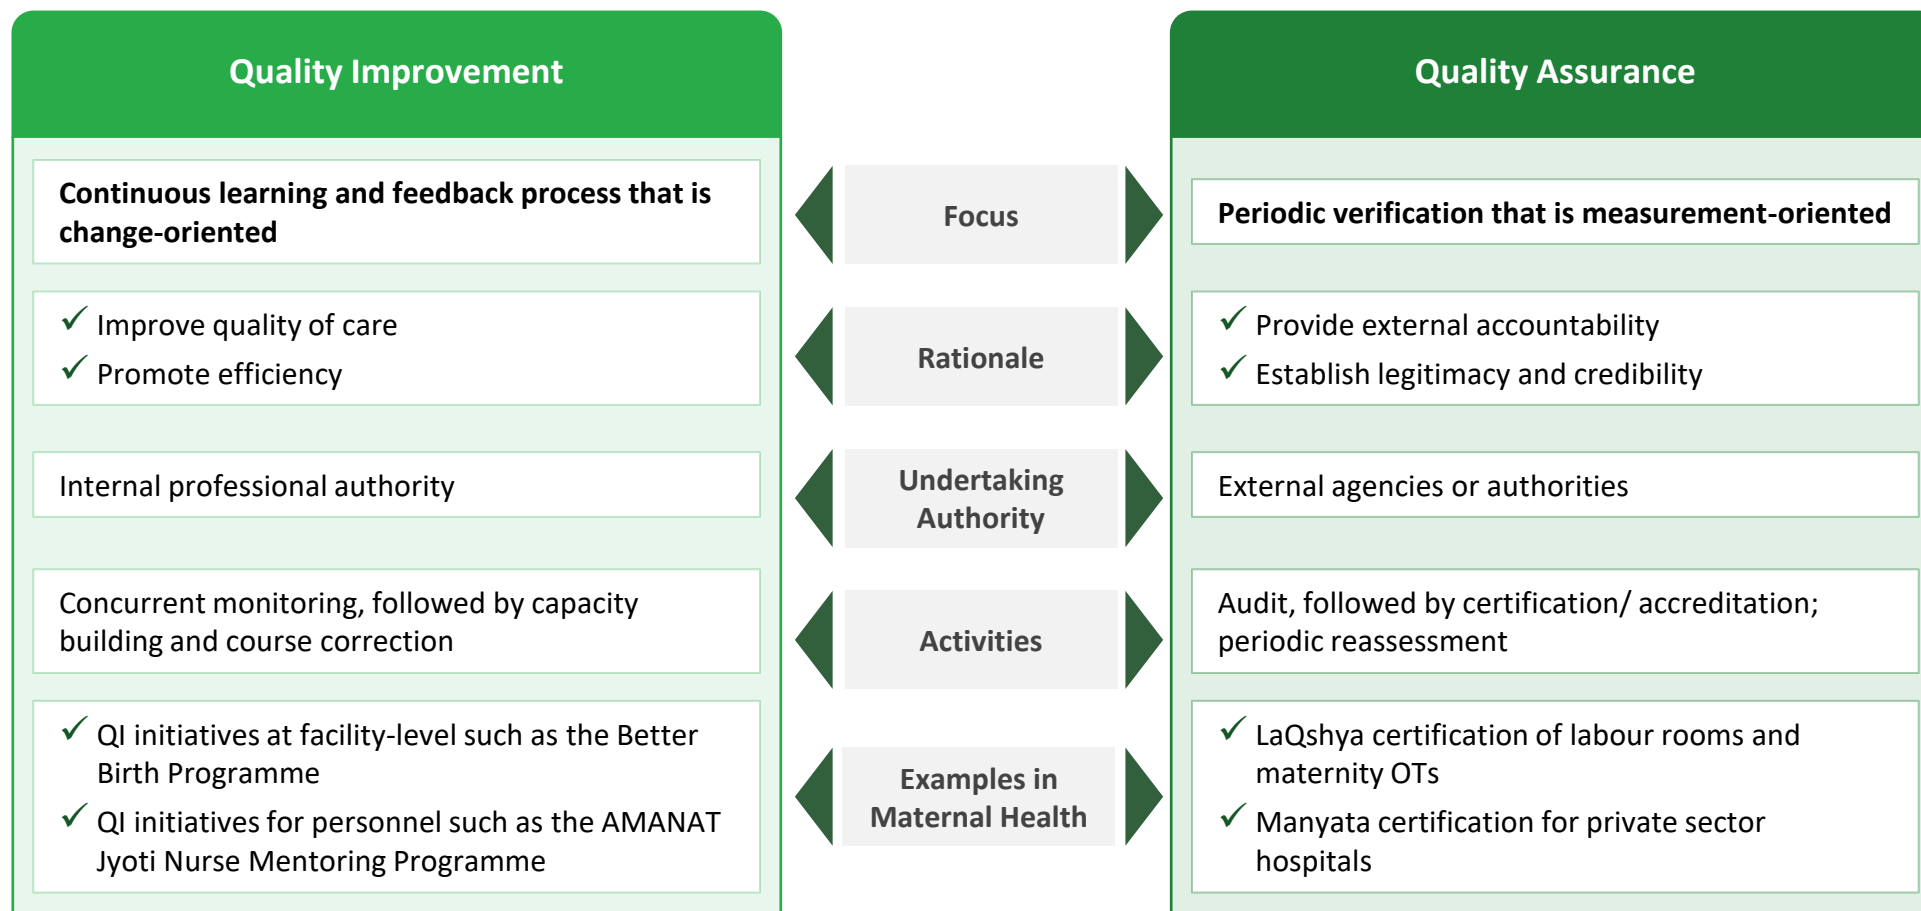 Quality Improvement
Quality Assurance
Continuous learning and feedback process that is
change-oriented
Focus
Periodic verification that is measurement-oriented
✓ Improve quality of care
✓ Promote efficiency
Rationale
✓ Provide external accountability
✓ Establish legitimacy and credibility
Internal professional authority
Undertaking
Authority
External agencies or authorities
Concurrent monitoring, followed by capacity
building and course correction
Activities
Audit, followed by certification/ accreditation;
periodic reassessment
✓ QI initiatives at facility-level such as the Better
Birth Programme
✓ QI initiatives for personnel such as the AMANAT
Jyoti Nurse Mentoring Programme
Examples in
Maternal Health
✓ LaQshya certification of labour rooms and
maternity OTs
✓ Manyata certification for private sector
hospitals